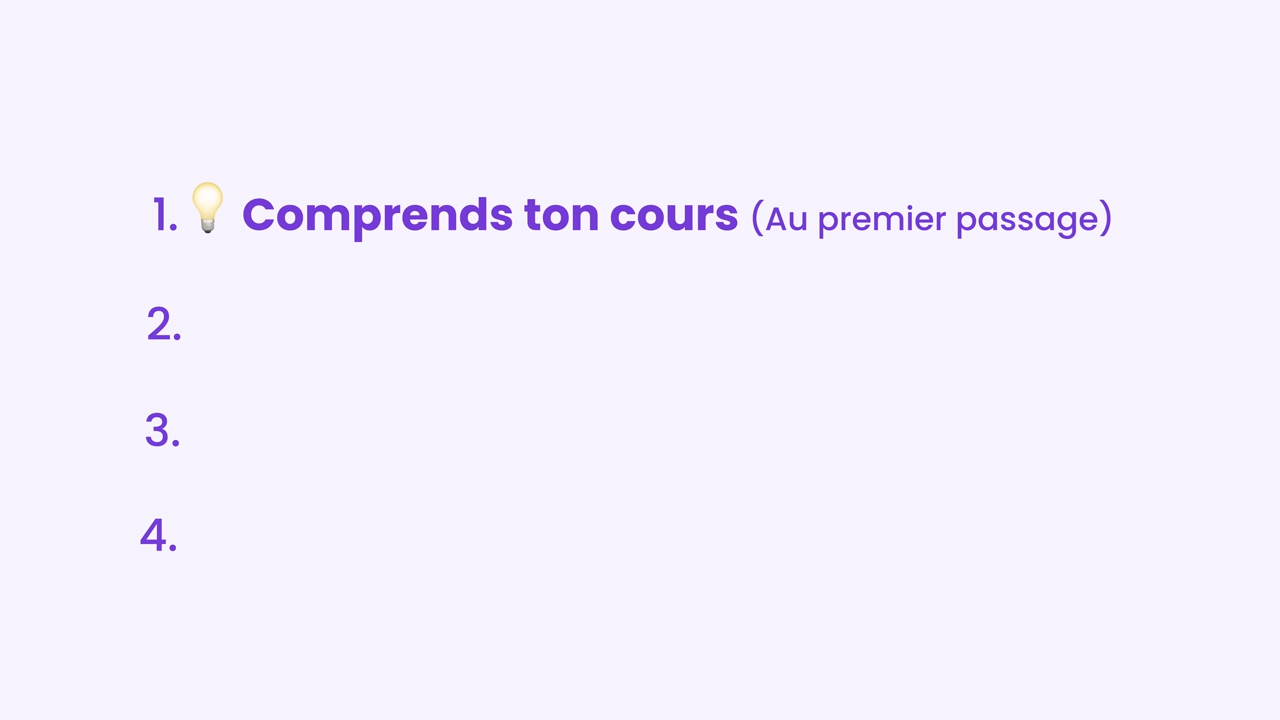 1. 💡 Comprends ton cours (Au premier passage)
2.
3.
4.